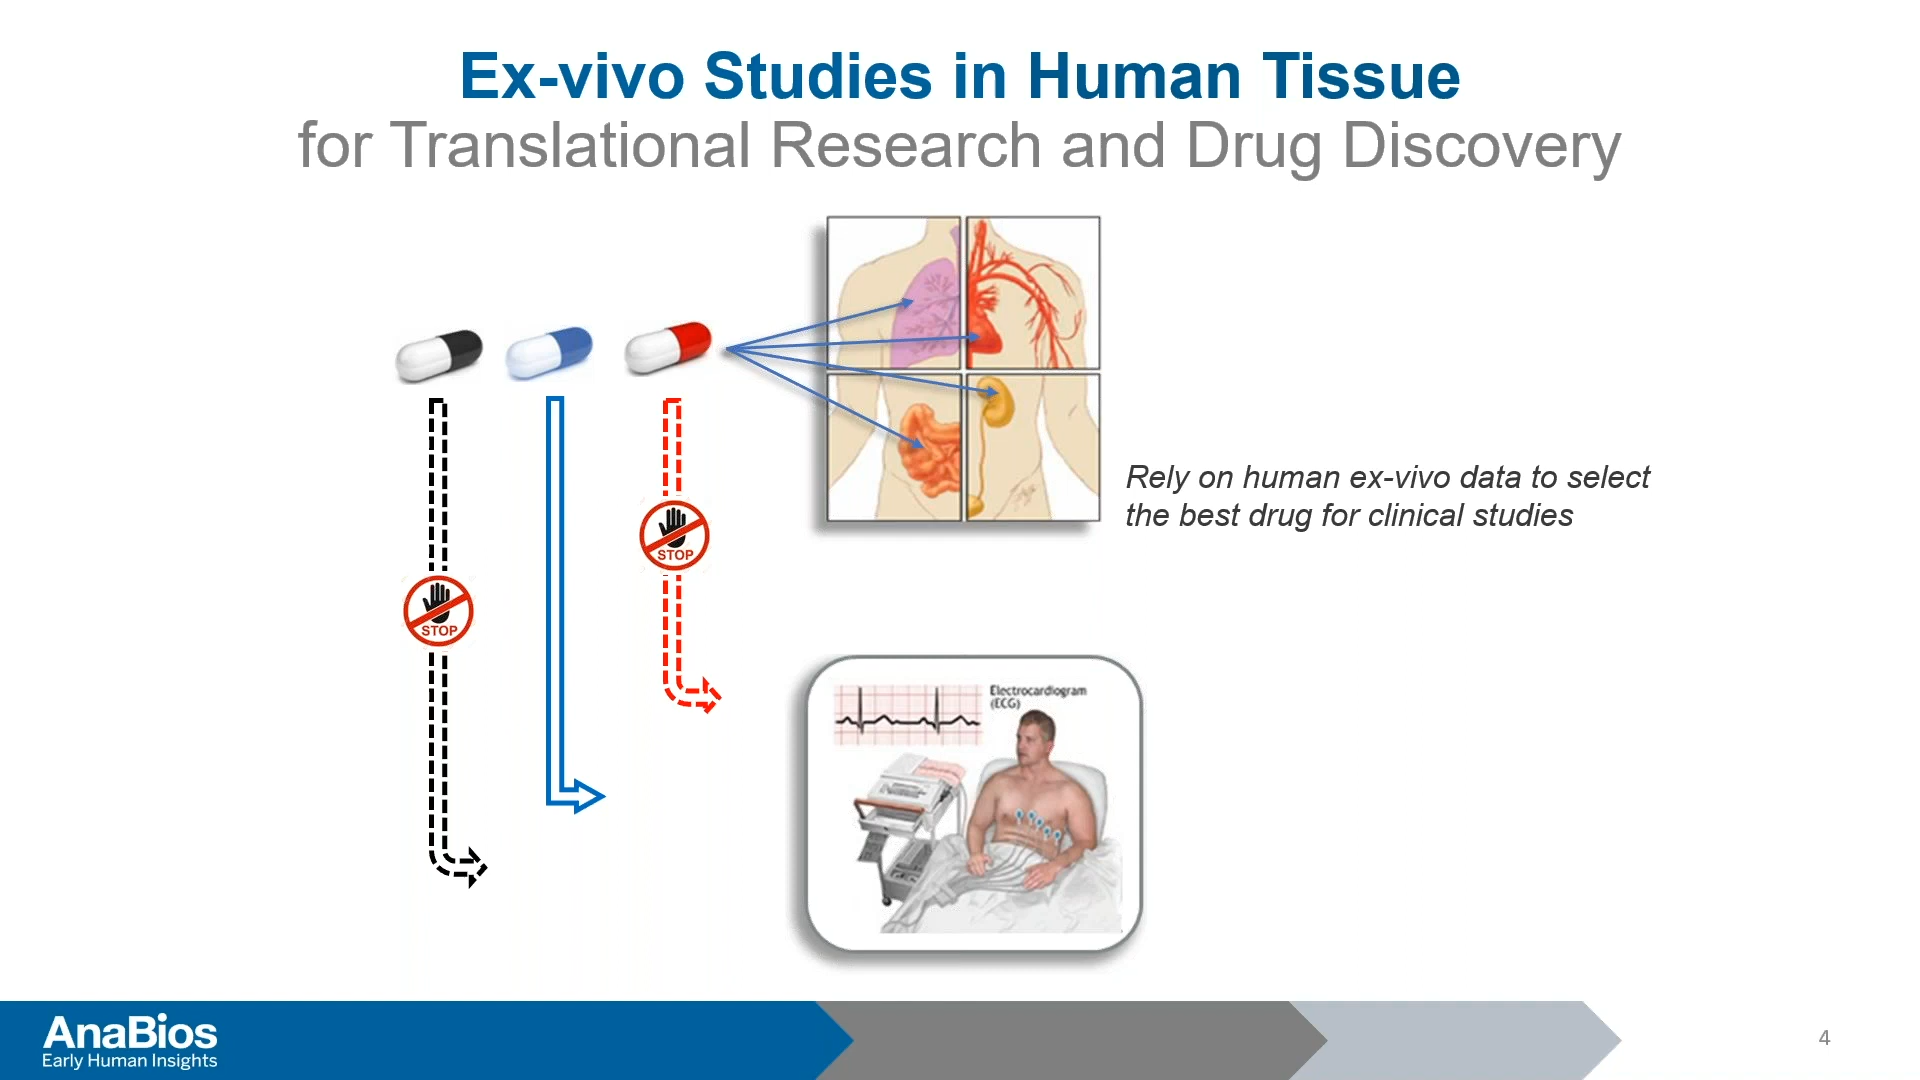 Ex-vivo Studies in Human Tissue
for Translational Research and Drug Discovery
Rely on human ex-vivo data to select
the best drug for clinical studies
STOP
STOP
Electrocardiogram
(ECG)
AnaBios
Early Human Insights
4